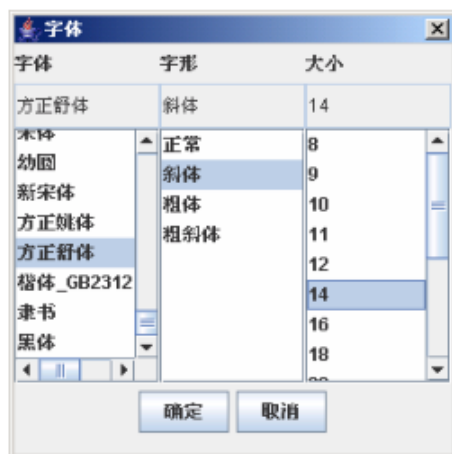 字体
字体 字形 大小
方正舒体 斜体 14
宋体 正常 8
幼圆 斜体 9
新宋体 粗体 10
方正姚体 粗斜体 11
方正舒体 12
楷体_GB2312 14
隶书 16
黑体 18
20
确定 取消